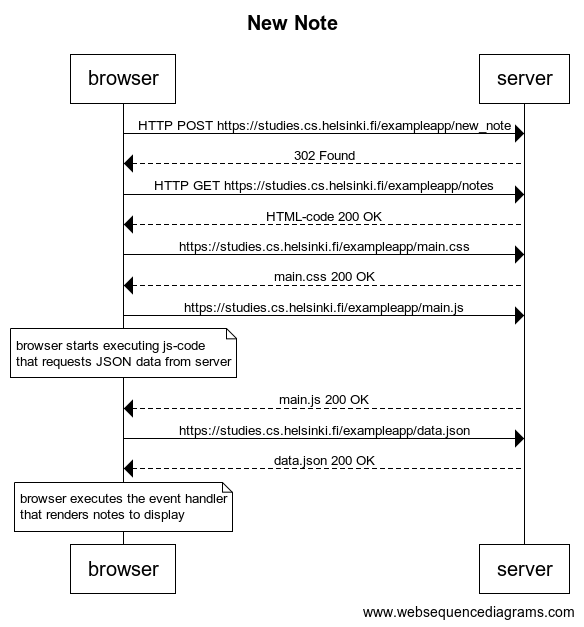 New Note
browser
server
HTTP POST https://studies.cs.helsinki.fi/exampleapp/new_note
302 Found
HTTP GET https://studies.cs.helsinki.fi/exampleapp/notes
HTML-code 200 OK
https://studies.cs.helsinki.fi/exampleapp/main.css
main.css 200 OK
https://studies.cs.helsinki.fi/exampleapp/main.js
browser starts executing js-code
that requests JSON data from server
main.js 200 OK
https://studies.cs.helsinki.fi/exampleapp/data.json
data.json 200 OK
browser executes the event handler
that renders notes to display
browser
server
www.websequencediagrams.com